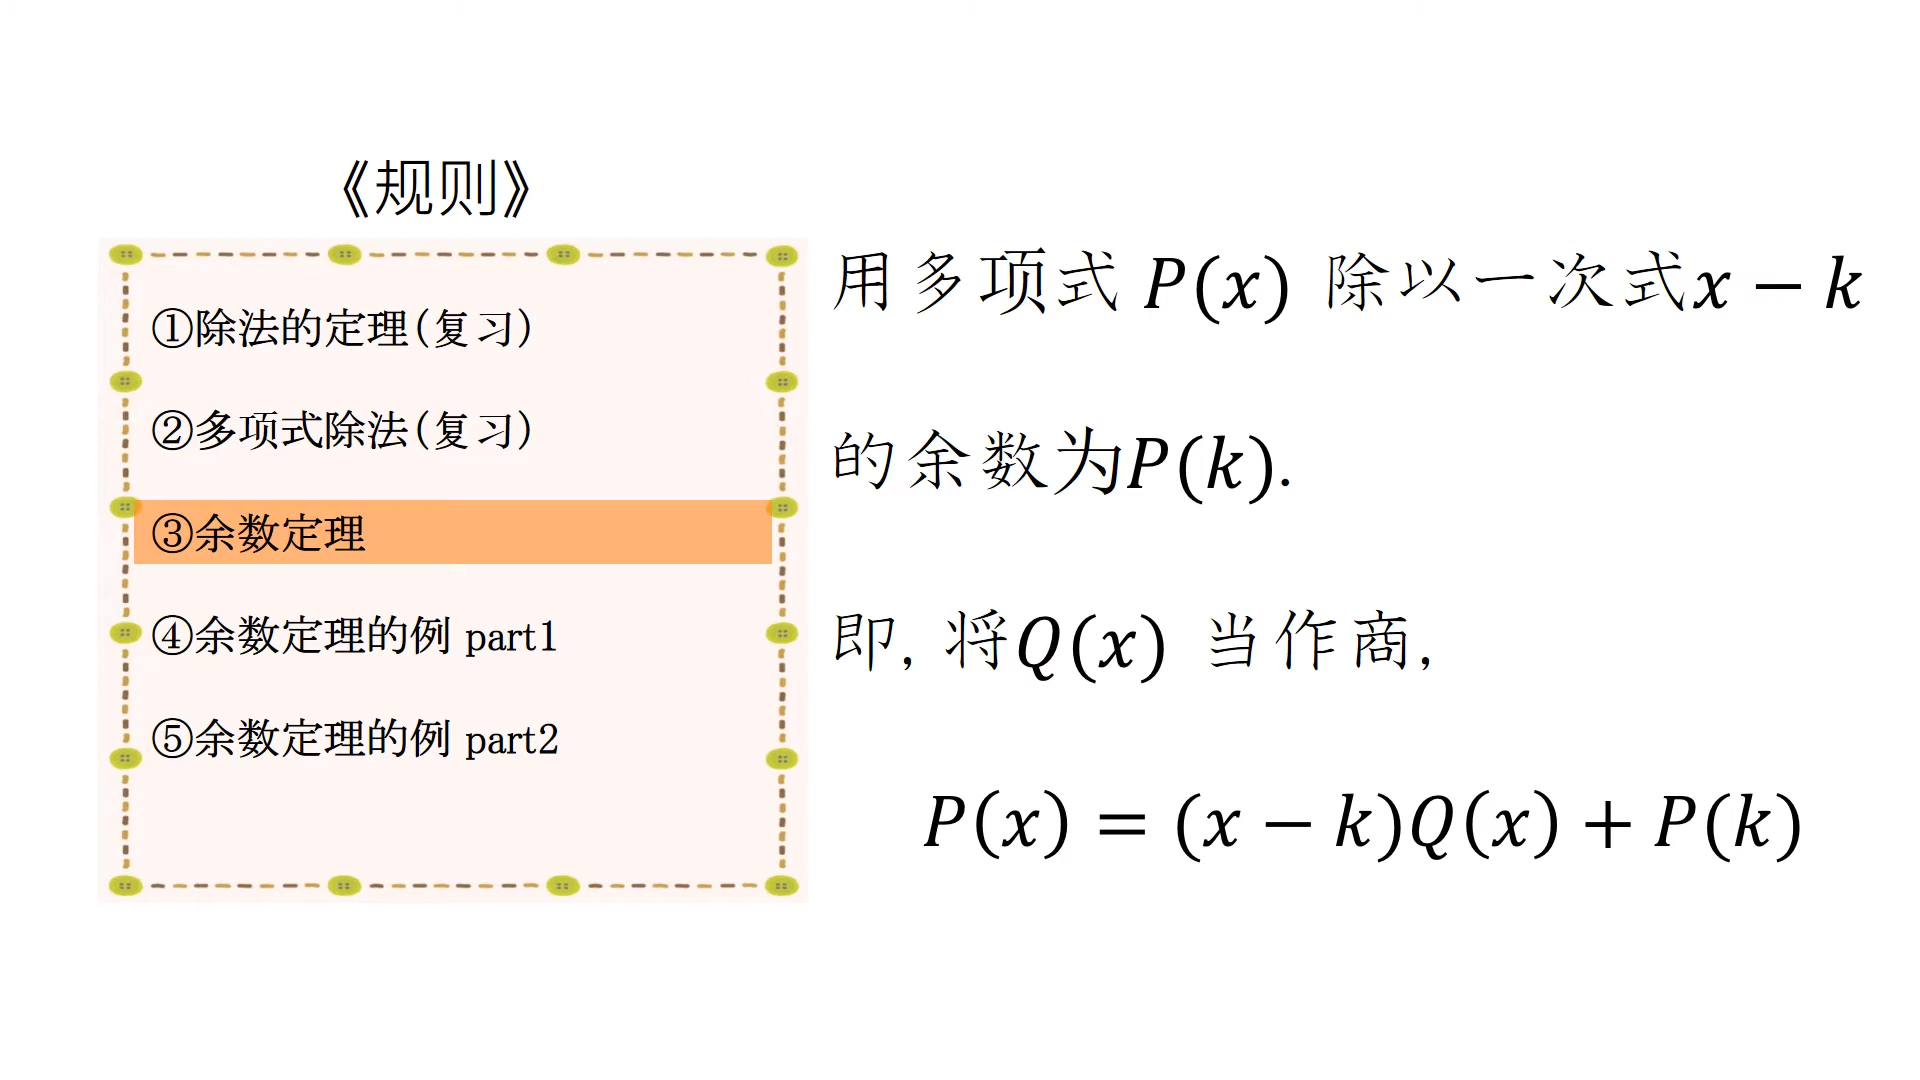 《规则》
①除法的定理(复习)
②多项式除法(复习)
③余数定理
④余数定理的例 part1
⑤余数定理的例 part2
用多项式 P(x) 除以一次式x − k
的余数为P(k).
即, 将Q(x) 当作商,
P(x) = (x − k)Q(x) + P(k)